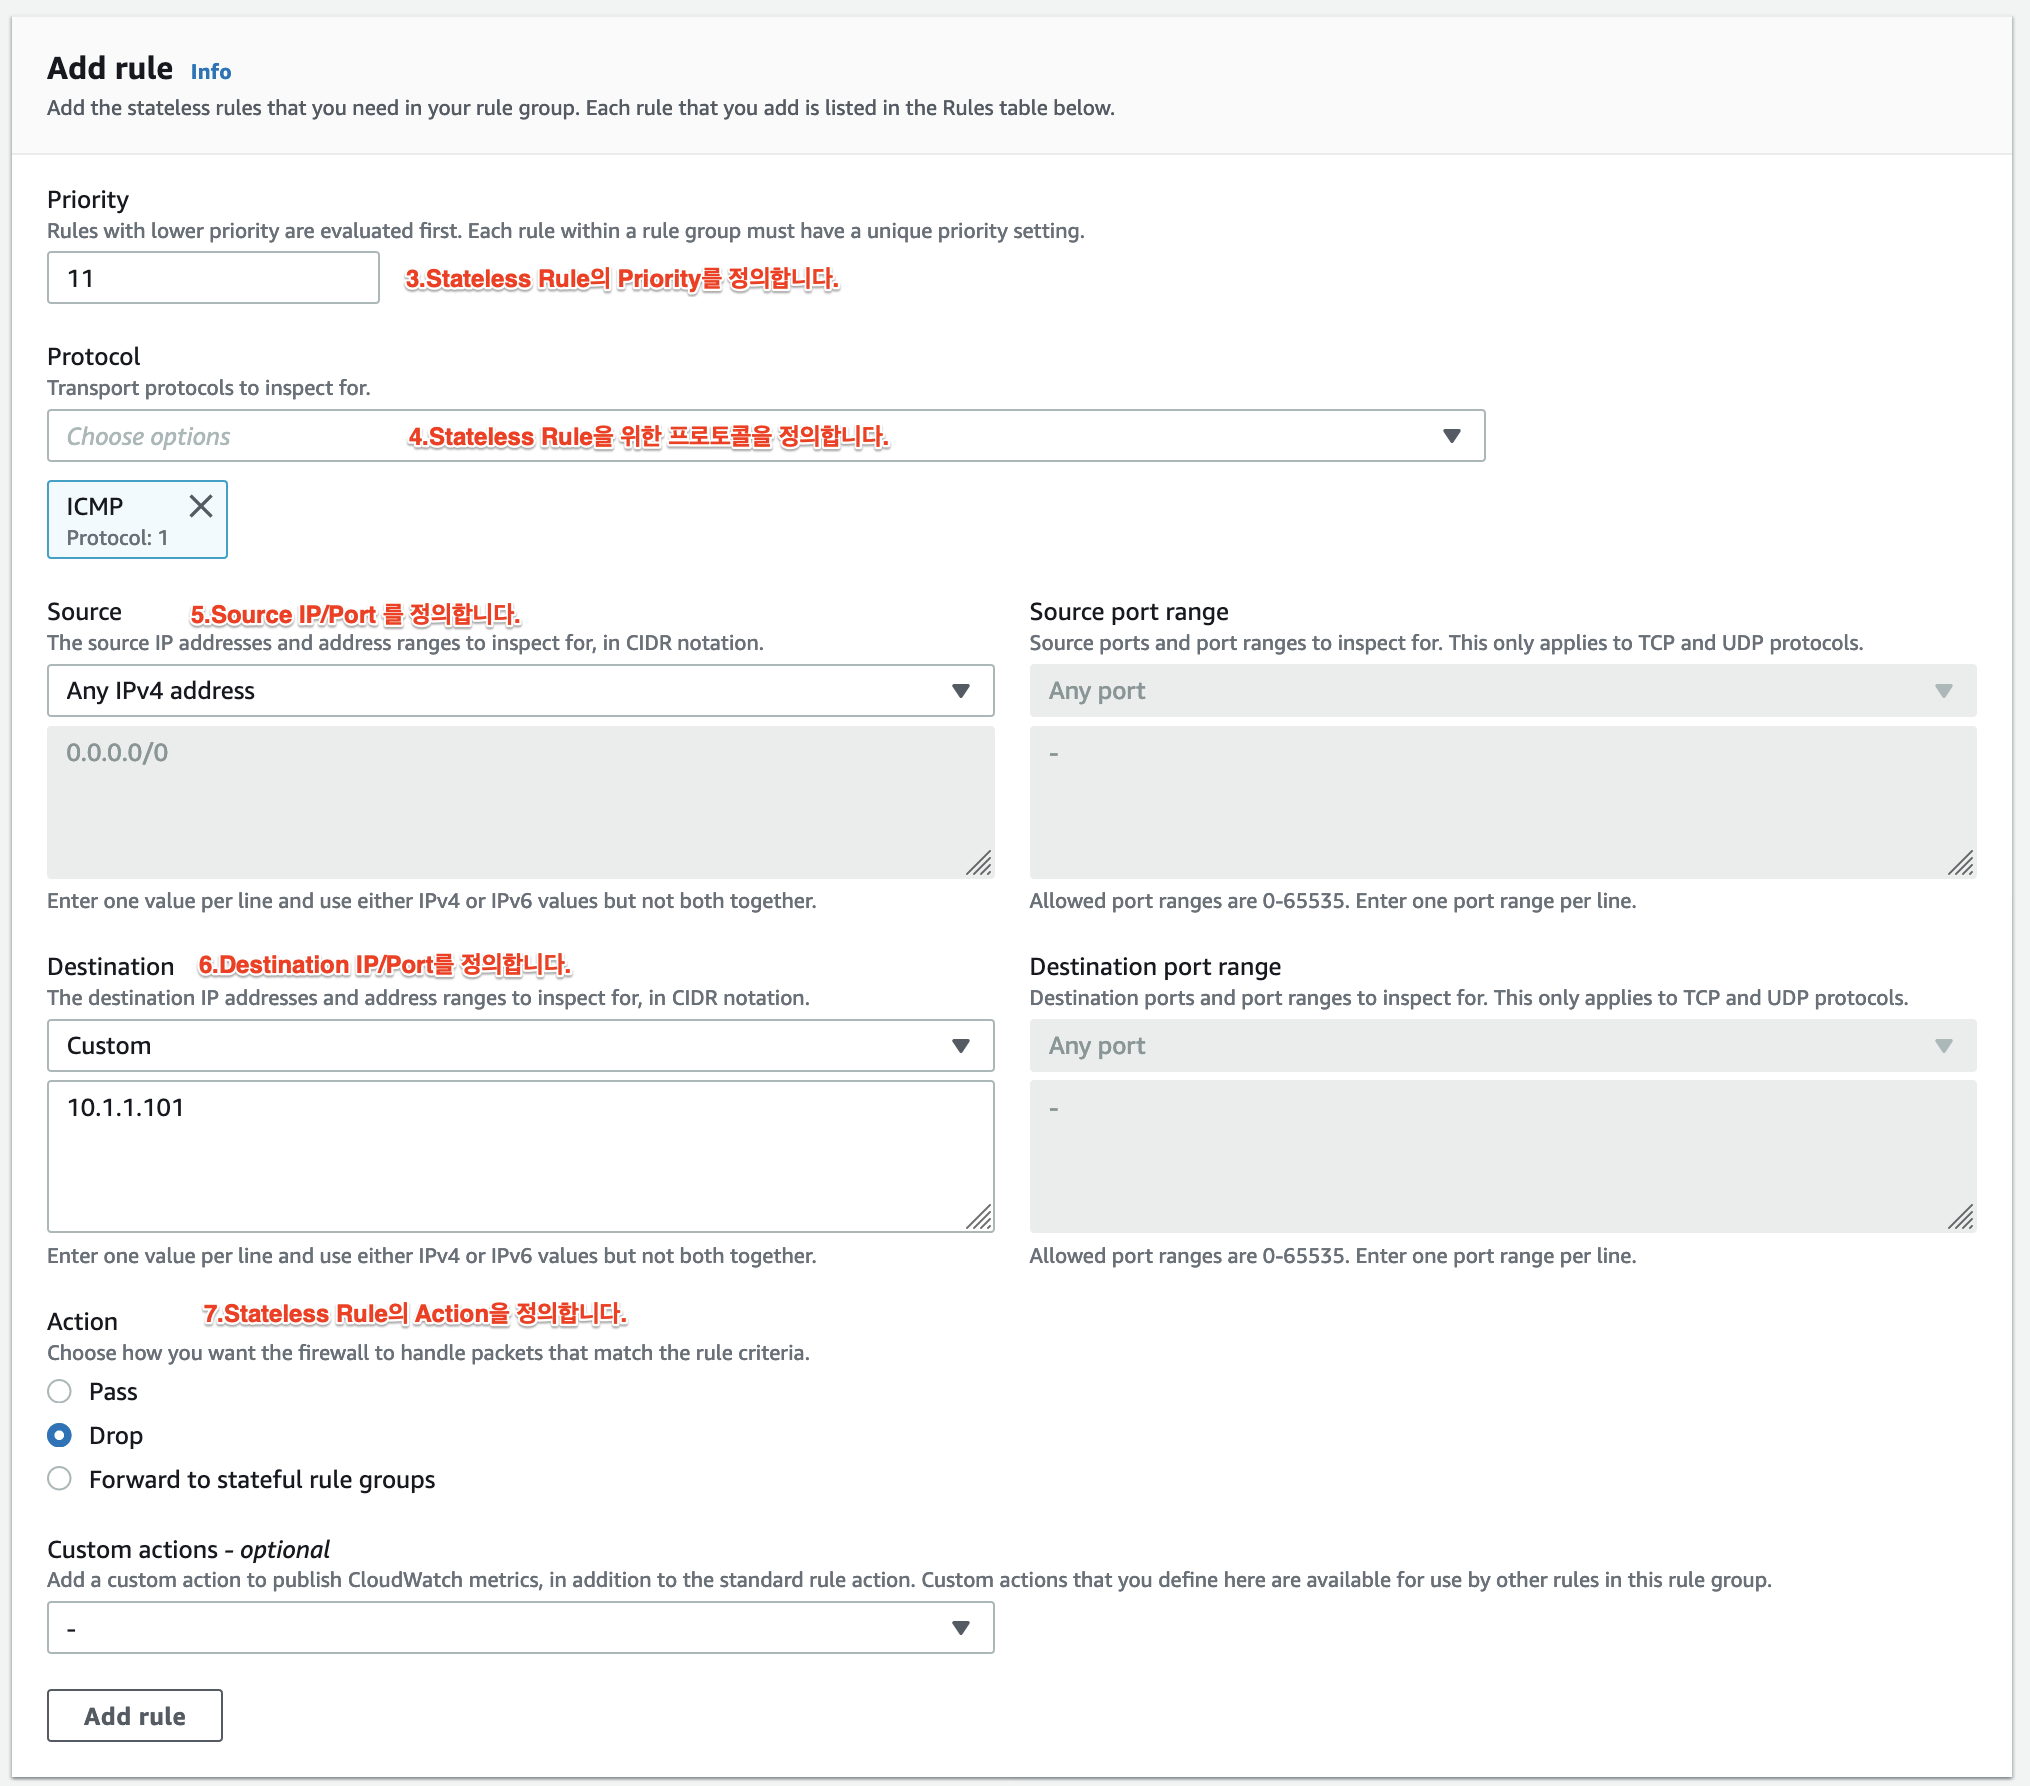 Add rule Info
Add the stateless rules that you need in your rule group. Each rule that you add is listed in the Rules table below.
Priority
Rules with lower priority are evaluated first. Each rule within a rule group must have a unique priority setting.
11
3.Stateless Rule의 Priority를 정의합니다.
Protocol
Transport protocols to inspect for.
Choose options
4.Stateless Rule을 위한 프로토콜을 정의합니다.
ICMP
Protocol: 1
Source
5.Source IP/Port 를 정의합니다.
The source IP addresses and address ranges to inspect for, in CIDR notation.
Any IPv4 address
0.0.0.0/0
Enter one value per line and use either IPv4 or IPv6 values but not both together.
Source port range
Source ports and port ranges to inspect for. This only applies to TCP and UDP protocols.
Any port
-
Allowed port ranges are 0-65535. Enter one port range per line.
Destination
6.Destination IP/Port를 정의합니다.
The destination IP addresses and address ranges to inspect for, in CIDR notation.
Custom
10.1.1.101
Enter one value per line and use either IPv4 or IPv6 values but not both together.
Destination port range
Destination ports and port ranges to inspect for. This only applies to TCP and UDP protocols.
Any port
-
Allowed port ranges are 0-65535. Enter one port range per line.
Action
7.Stateless Rule의 Action을 정의합니다.
Choose how you want the firewall to handle packets that match the rule criteria.
Pass
Drop
Forward to stateful rule groups
Custom actions - optional
Add a custom action to publish CloudWatch metrics, in addition to the standard rule action. Custom actions that you define here are available for use by other rules in this rule group.
-
Add rule